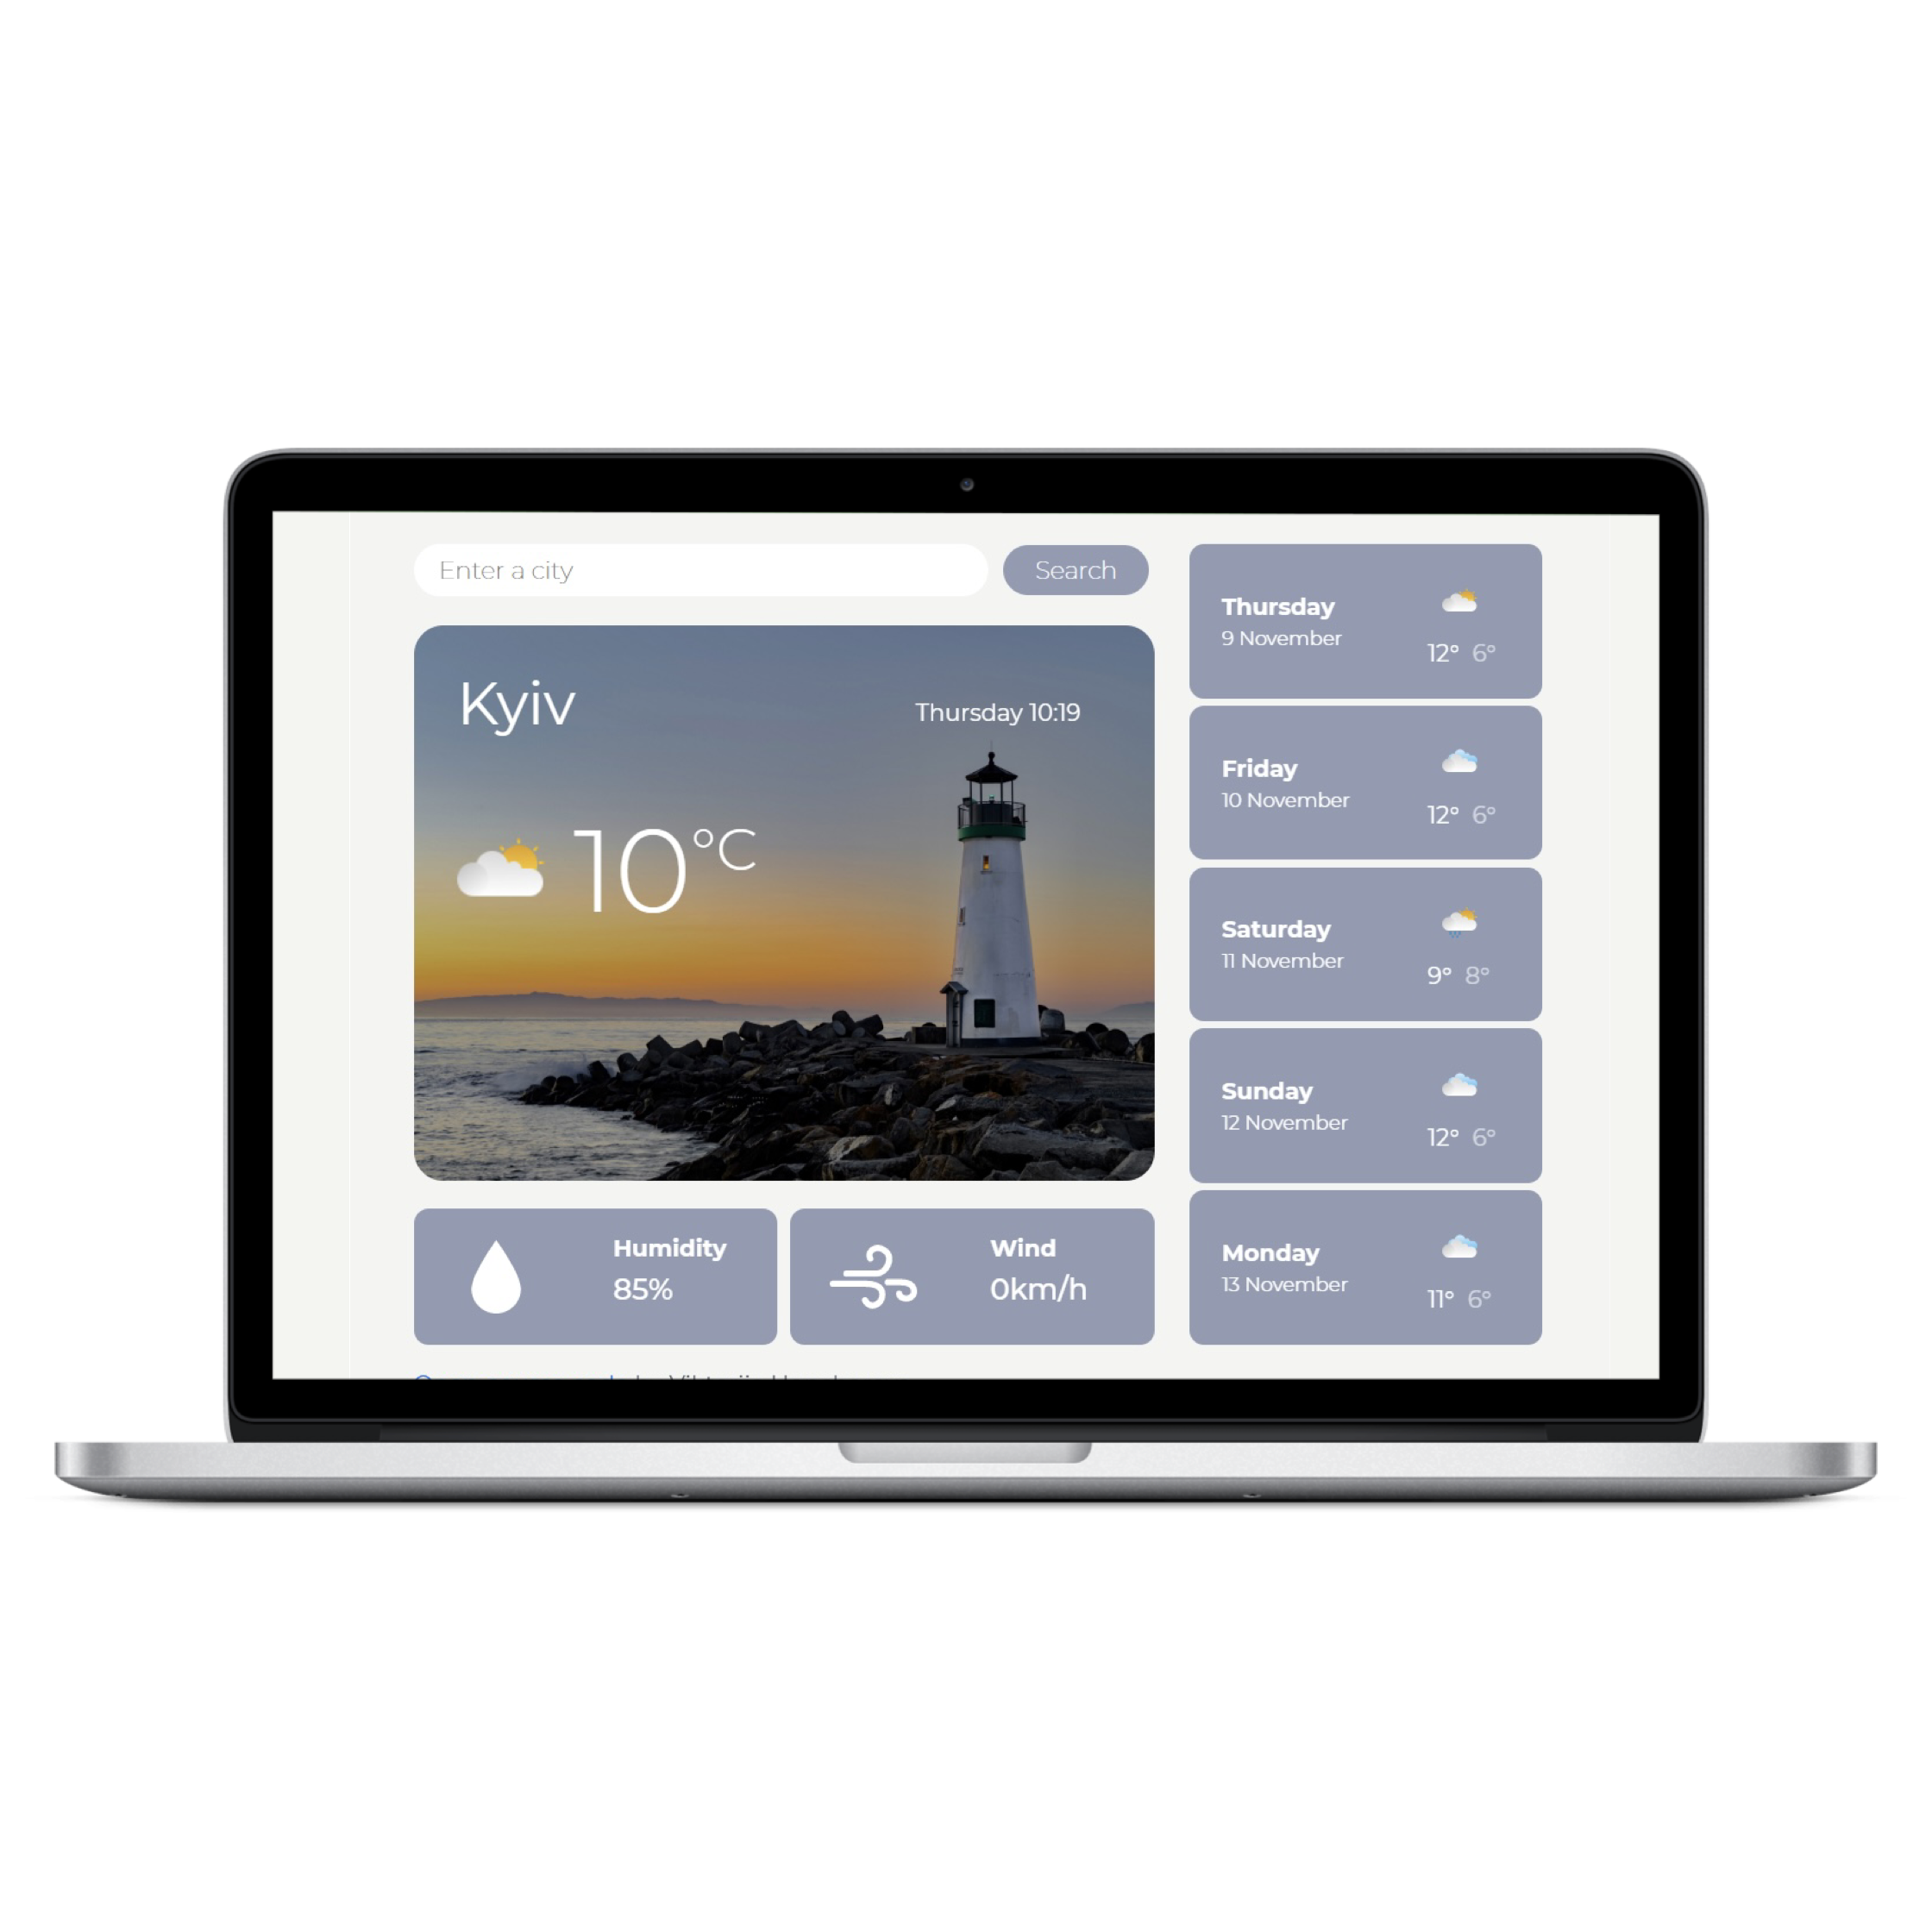 Enter a city
Search
Kyiv
Thursday 10:19
10°C
Humidity
85%
Wind
0km/h
Thursday
9 November
12° 6°
Friday
10 November
12° 6°
Saturday
11 November
9° 8°
Sunday
12 November
12° 6°
Monday
13 November
11° 6°